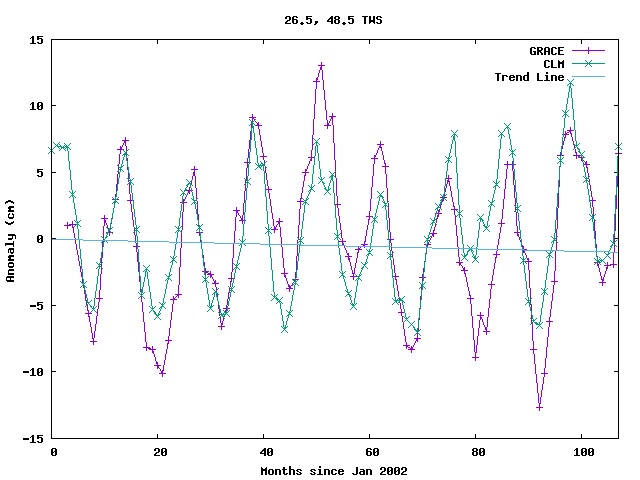 26.5, 48.5 TWS
GRACE
CLM
Trend Line
15
10
5
0
-5
-10
-15
Anomaly (cm)
0 20 40 60 80 100
Months since Jan 2002